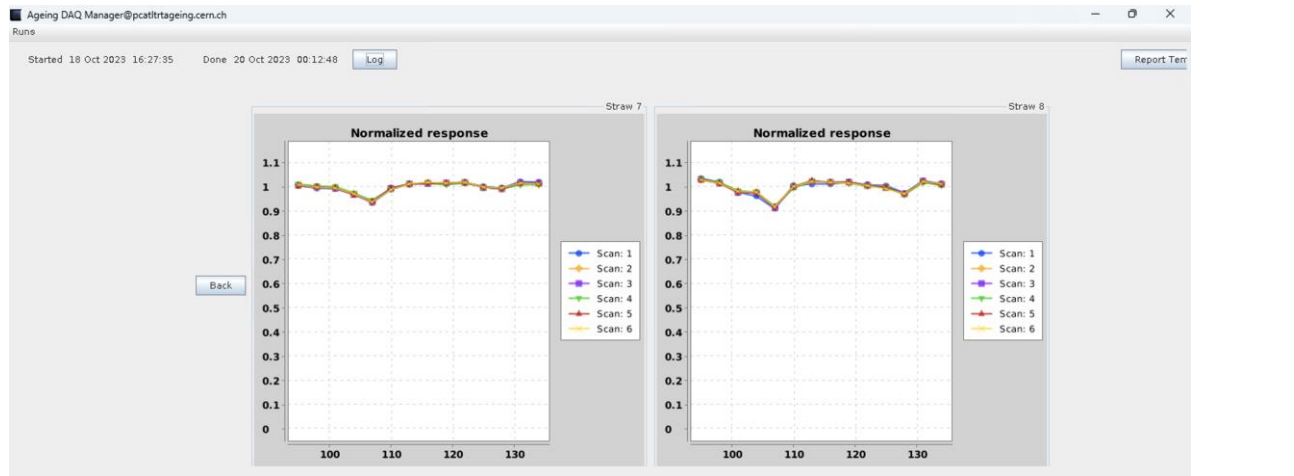 Ageing DAQ Manager@pcatltrtageing.cern.ch
Runs
Started 18 Oct 2023 16:27:35 Done 20 Oct 2023 00:12:48 Log Report Tem
Straw 7
Normalized response
1.1
1
0.9
0.8
0.7
0.6
0.5
0.4
0.3
0.2
0.1
0
100 110 120 130
Scan: 1
Scan: 2
Scan: 3
Scan: 4
Scan: 5
Scan: 6
Straw 8
Normalized response
1.1
1
0.9
0.8
0.7
0.6
0.5
0.4
0.3
0.2
0.1
0
100 110 120 130
Scan: 1
Scan: 2
Scan: 3
Scan: 4
Scan: 5
Scan: 6
Back